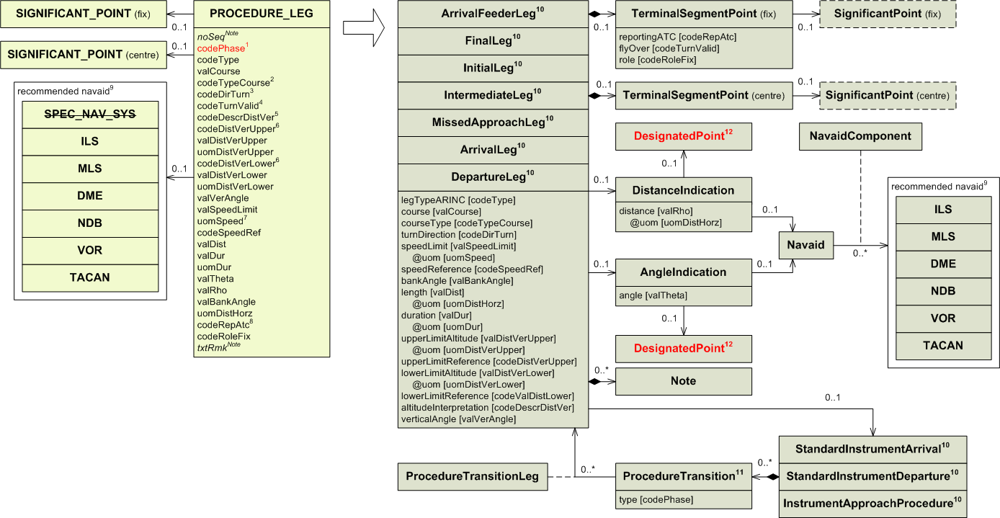 SIGNIFICANT_POINT (fix)
0..1
SIGNIFICANT_POINT (centre)
0..1
recommended navaid9
SPEC_NAV_SYS
ILS
MLS
DME
NDB
VOR
TACAN
0..1
PROCEDURE_LEG
noSeqNote
codePhase1
codeType
valCourse
codeTypeCourse2
codeDirTurn3
codeTurnValid4
codeDescrDistVer5
codeDistVerUpper6
valDistVerUpper
uomDistVerUpper
codeDistVerLower6
valDistVerLower
uomDistVerLower
valVerAngle
valSpeedLimit
uomSpeed7
codeSpeedRef
valDist
valDur
uomDur
valTheta
valRho
valBankAngle
uomDistHorz
codeRepAtc8
codeRoleFix
txtRmkNote
ArrivalFeederLeg10
FinalLeg10
InitialLeg10
IntermediateLeg10
MissedApproachLeg10
ArrivalLeg10
DepartureLeg10
legTypeARINC [codeType]
course [valCourse]
courseType [codeTypeCourse]
turnDirection [codeDirTurn]
speedLimit [valSpeedLimit]
@uom [uomSpeed]
speedReference [codeSpeedRef]
bankAngle [valBankAngle]
length [valDist]
@uom [uomDistHorz]
duration [valDur]
@uom [uomDur]
upperLimitAltitude [valDistVerUpper]
@uom [uomDistVerUpper]
upperLimitReference [codeDistVerUpper]
lowerLimitAltitude [valDistVerLower]
@uom [uomDistVerLower]
lowerLimitReference [codeValDistLower]
altitudeInterpretation [codeDescrDistVer]
verticalAngle [valVerAngle]
0..1
TerminalSegmentPoint (fix)
reportingATC [codeRepAtc]
flyOver [codeTurnValid]
role [codeRoleFix]
0..1
SignificantPoint (fix)
0..1
TerminalSegmentPoint (centre)
0..1
SignificantPoint (centre)
DesignatedPoint12
0..1
0..1
DistanceIndication
distance [valRho]
@uom [uomDistHorz]
0..1
NavaidComponent
Navaid
0..*
0..1
AngleIndication
angle [valTheta]
0..1
0..1
DesignatedPoint12
recommended navaid9
ILS
MLS
DME
NDB
VOR
TACAN
0..*
Note
0..1
StandardInstrumentArrival10
StandardInstrumentDeparture10
InstrumentApproachProcedure10
0..*
ProcedureTransition11
type [codePhase]
0..*
ProcedureTransitionLeg